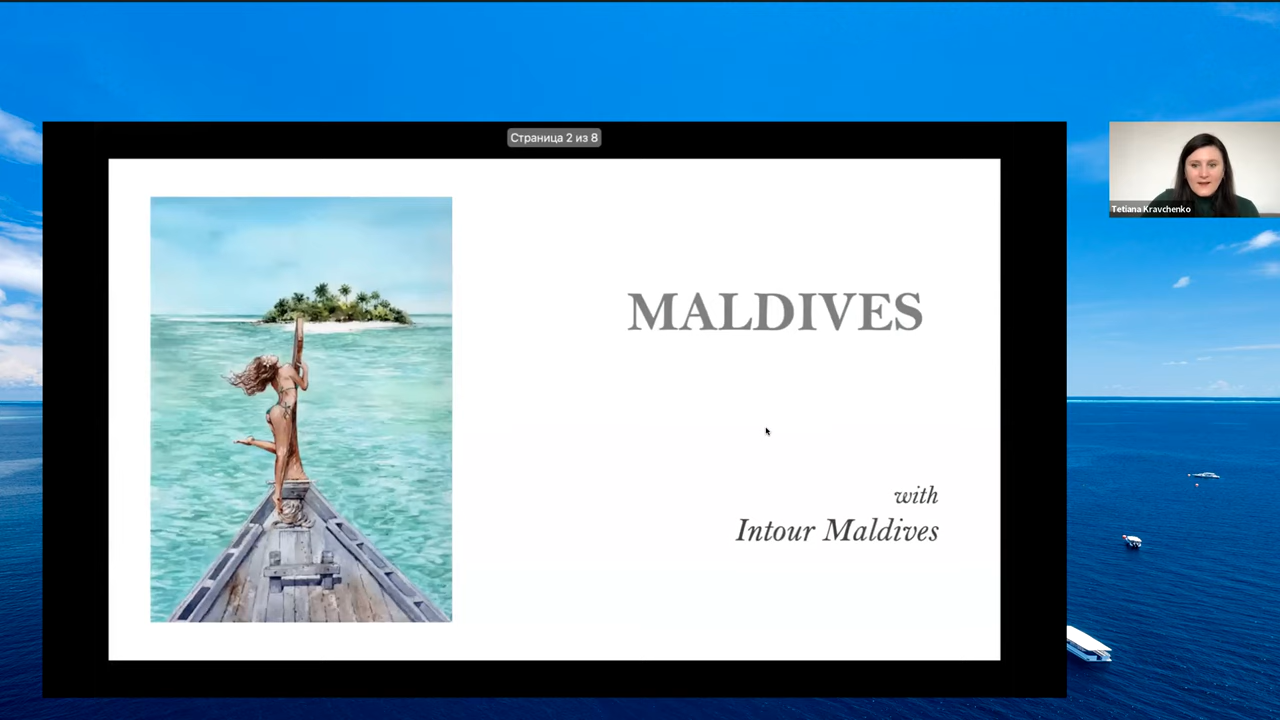 Страница 2 из 8
Tetiana Kravchenko
MALDIVES
with
Intour Maldives